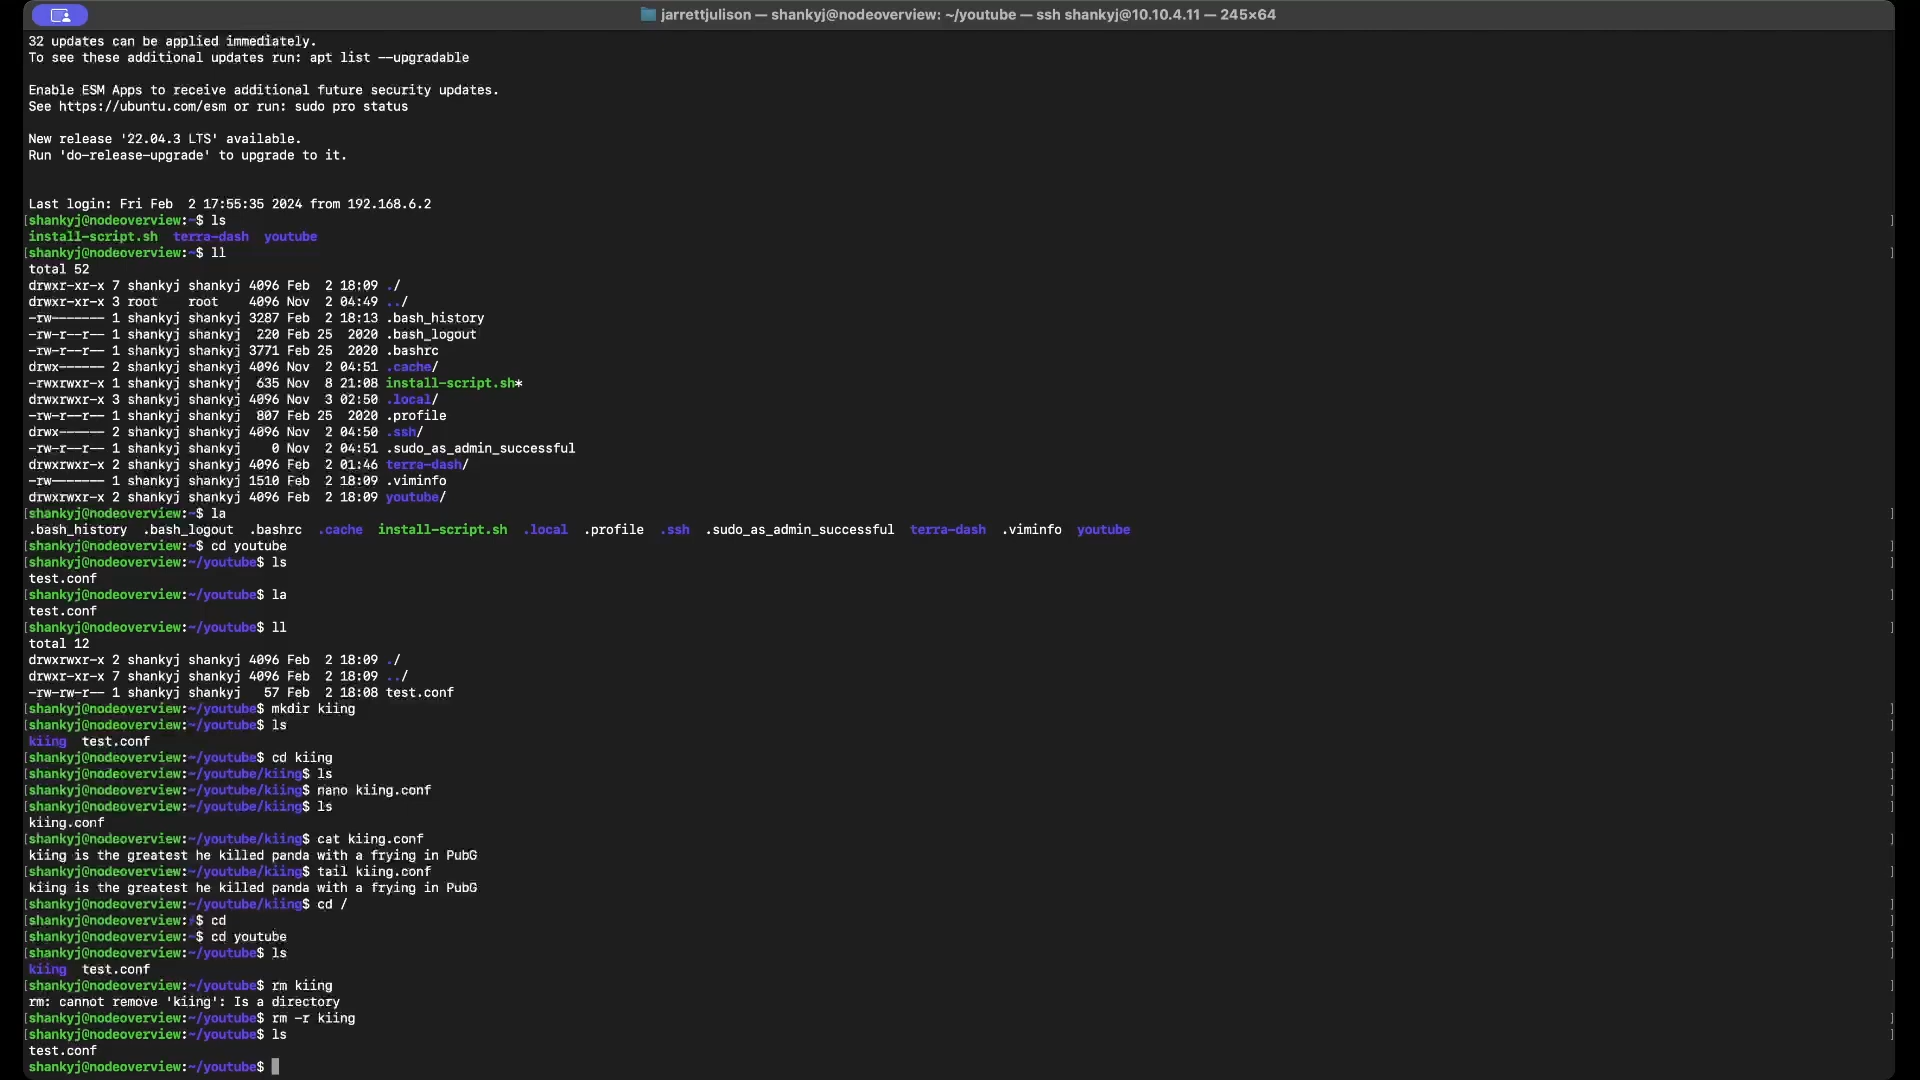 jarrettjulison — shankyj@nodeoverview: ~/youtube — ssh shankyj@10.10.4.11 — 245×64
32 updates can be applied immediately.
To see these additional updates run: apt list --upgradable
Enable ESM Apps to receive additional future security updates.
See https://ubuntu.com/esm or run: sudo pro status
New release '22.04.3 LTS' available.
Run 'do-release-upgrade' to upgrade to it.
Last login: Fri Feb  2 17:55:35 2024 from 192.168.6.2
[shankyj@nodeoverview:~$ ls ]
install-script.sh  terra-dash  youtube
[shankyj@nodeoverview:~$ ll ]
total 52
drwxr-xr-x 7 shankyj shankyj 4096 Feb  2 18:09 ./
drwxr-xr-x 3 root    root    4096 Nov  2 04:49 ../
-rw------- 1 shankyj shankyj 3287 Feb  2 18:13 .bash_history
-rw-r--r-- 1 shankyj shankyj  220 Feb 25  2020 .bash_logout
-rw-r--r-- 1 shankyj shankyj 3771 Feb 25  2020 .bashrc
drwx------ 2 shankyj shankyj 4096 Nov  2 04:51 .cache/
-rwxrwxr-x 1 shankyj shankyj  635 Nov  8 21:08 install-script.sh*
drwxrwxr-x 3 shankyj shankyj 4096 Nov  3 02:50 .local/
-rw-r--r-- 1 shankyj shankyj  807 Feb 25  2020 .profile
drwx------ 2 shankyj shankyj 4096 Nov  2 04:50 .ssh/
-rw-r--r-- 1 shankyj shankyj    0 Nov  2 04:51 .sudo_as_admin_successful
drwxrwxr-x 2 shankyj shankyj 4096 Feb  2 01:46 terra-dash/
-rw------- 1 shankyj shankyj 1510 Feb  2 18:09 .viminfo
drwxrwxr-x 2 shankyj shankyj 4096 Feb  2 18:09 youtube/
[shankyj@nodeoverview:~$ la ]
.bash_history  .bash_logout  .bashrc  .cache  install-script.sh  .local  .profile  .ssh  .sudo_as_admin_successful  terra-dash  .viminfo  youtube
[shankyj@nodeoverview:~$ cd youtube ]
[shankyj@nodeoverview:~/youtube$ ls ]
test.conf
[shankyj@nodeoverview:~/youtube$ la ]
test.conf
[shankyj@nodeoverview:~/youtube$ ll ]
total 12
drwxrwxr-x 2 shankyj shankyj 4096 Feb  2 18:09 ./
drwxr-xr-x 7 shankyj shankyj 4096 Feb  2 18:09 ../
-rw-rw-r-- 1 shankyj shankyj   57 Feb  2 18:08 test.conf
[shankyj@nodeoverview:~/youtube$ mkdir kiing ]
[shankyj@nodeoverview:~/youtube$ ls ]
kiing  test.conf
[shankyj@nodeoverview:~/youtube$ cd kiing ]
[shankyj@nodeoverview:~/youtube/kiing$ ls ]
[shankyj@nodeoverview:~/youtube/kiing$ nano kiing.conf ]
[shankyj@nodeoverview:~/youtube/kiing$ ls ]
kiing.conf
[shankyj@nodeoverview:~/youtube/kiing$ cat kiing.conf ]
kiing is the greatest he killed panda with a frying in PubG
[shankyj@nodeoverview:~/youtube/kiing$ tail kiing.conf ]
kiing is the greatest he killed panda with a frying in PubG
[shankyj@nodeoverview:~/youtube/kiing$ cd / ]
[shankyj@nodeoverview:/$ cd ]
[shankyj@nodeoverview:~$ cd youtube ]
[shankyj@nodeoverview:~/youtube$ ls ]
kiing  test.conf
[shankyj@nodeoverview:~/youtube$ rm kiing ]
rm: cannot remove 'kiing': Is a directory
[shankyj@nodeoverview:~/youtube$ rm -r kiing ]
[shankyj@nodeoverview:~/youtube$ ls ]
test.conf
shankyj@nodeoverview:~/youtube$